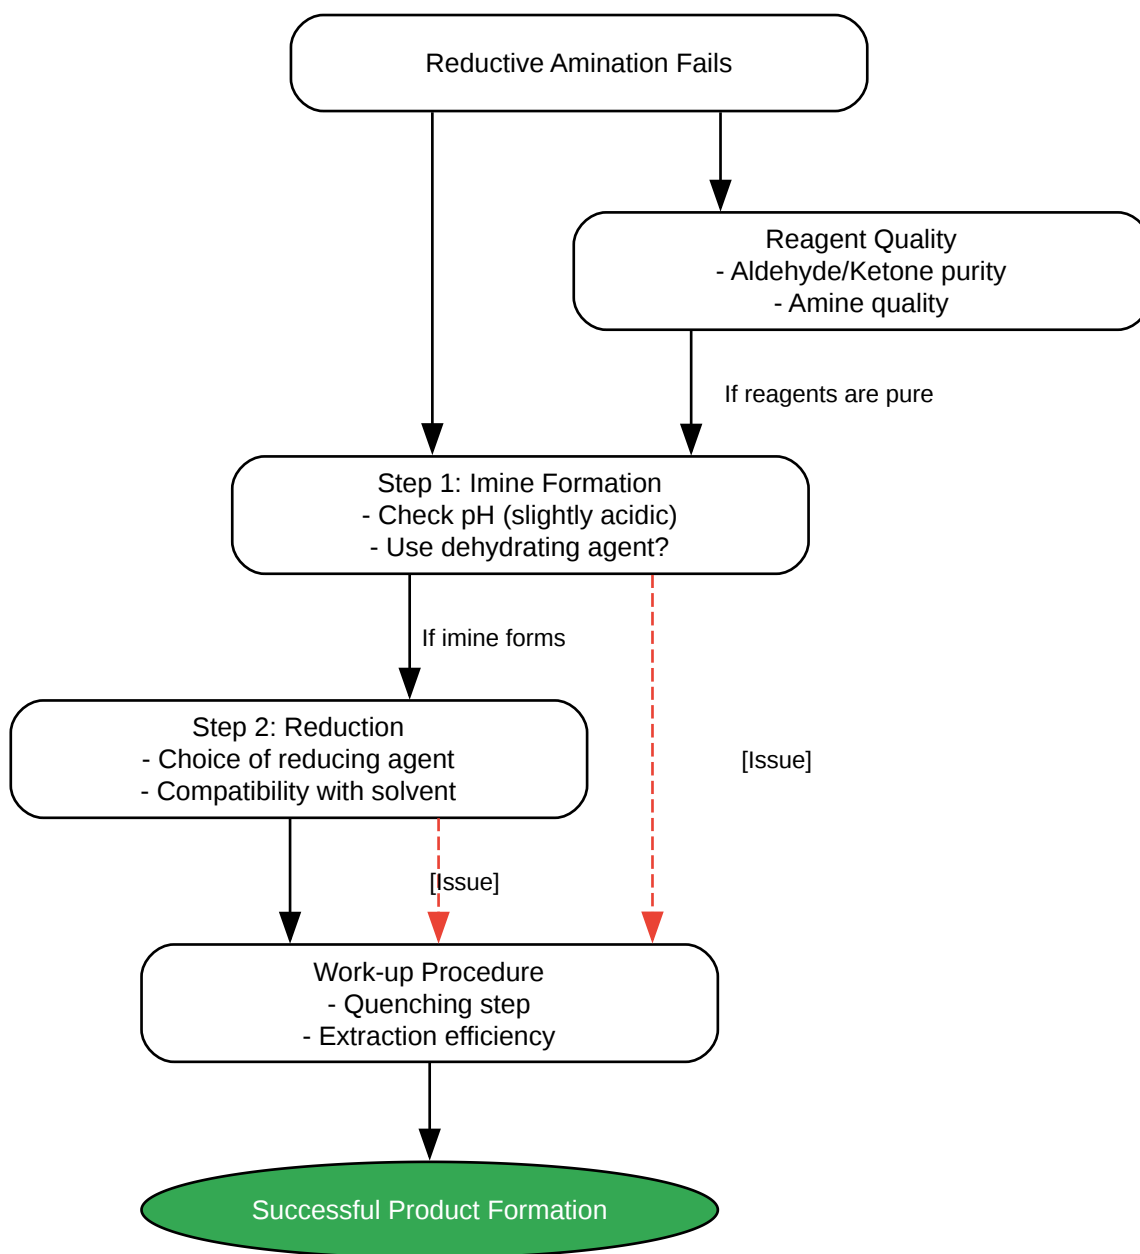 Reductive Amination Fails
Reagent Quality
- Aldehyde/Ketone purity
- Amine quality
If reagents are pure
Step 1: Imine Formation
- Check pH (slightly acidic)
- Use dehydrating agent?
If imine forms
Step 2: Reduction
- Choice of reducing agent
- Compatibility with solvent
[Issue]
[Issue]
Work-up Procedure
- Quenching step
- Extraction efficiency
Successful Product Formation